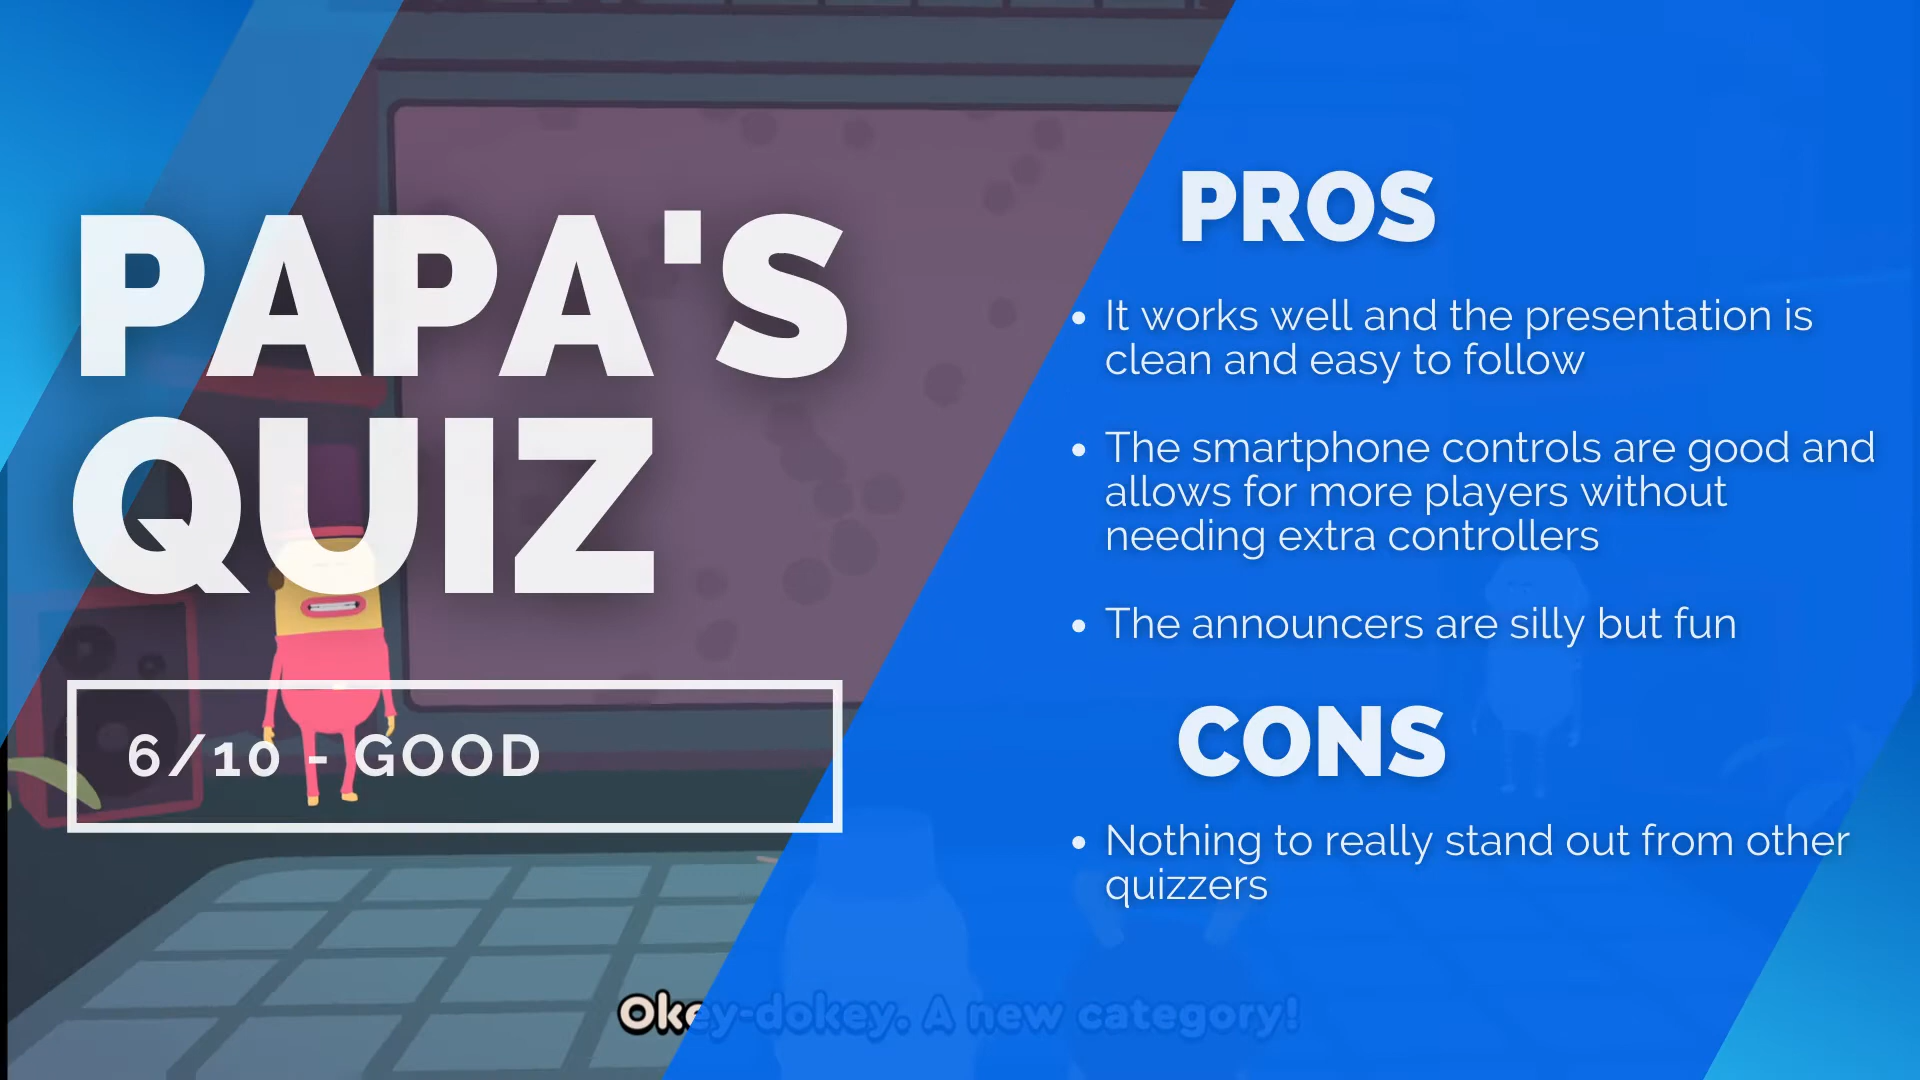 PAPA'S
QUIZ
6/10 - GOOD
PROS
• It works well and the presentation is
clean and easy to follow
• The smartphone controls are good and
allows for more players without
needing extra controllers
• The announcers are silly but fun
CONS
• Nothing to really stand out from other
quizzers
Okey-dokey. A new category!